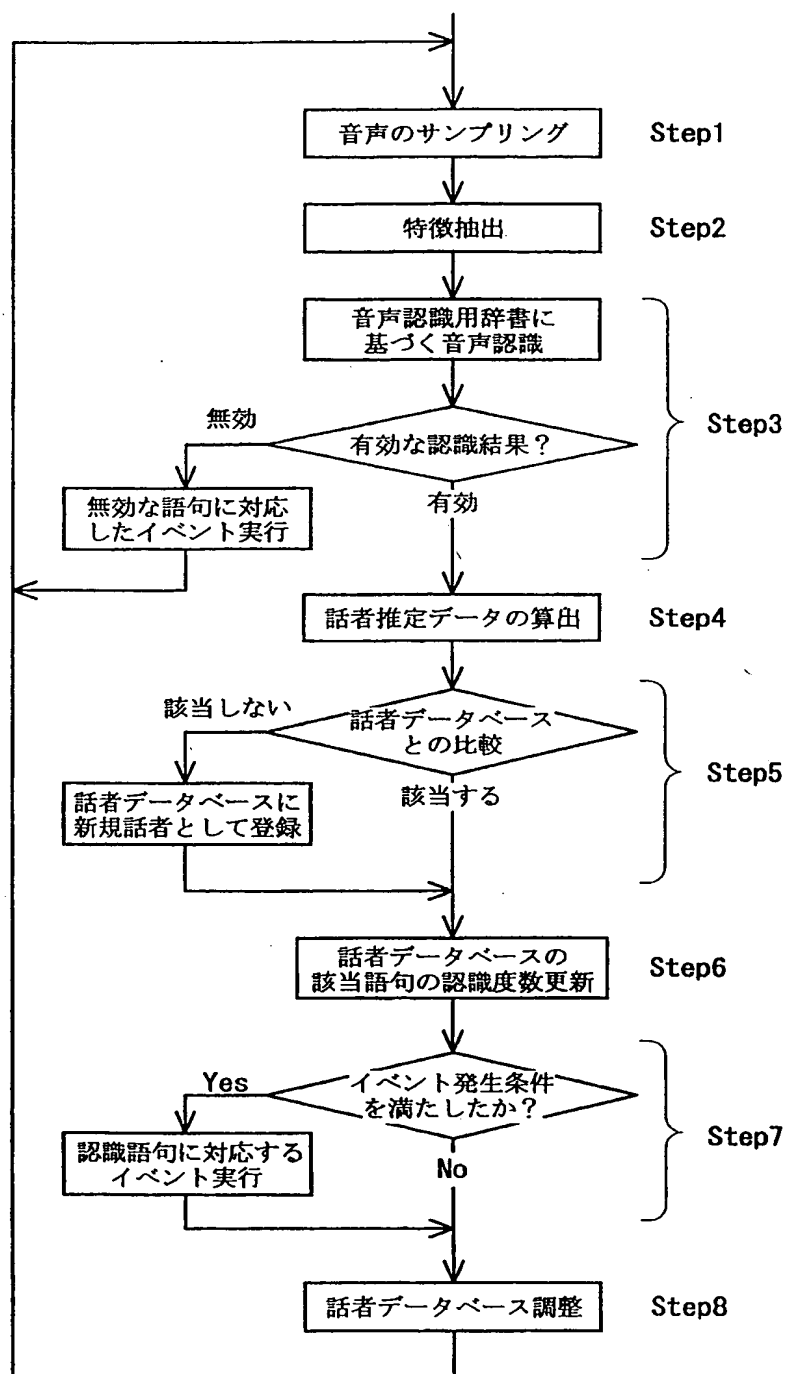 音声のサンプリング
Step1
特徴抽出
Step2
音声認識用辞書に
基づく音声認識
無効
有効な認識結果？
Step3
無効な語句に対応
したイベント実行
有効
話者推定データの算出
Step4
該当しない
話者データベース
との比較
Step5
話者データベースに
新規話者として登録
該当する
話者データベースの
該当語句の認識度数更新
Step6
Yes
イベント発生条件
を満たしたか？
Step7
認識語句に対応する
イベント実行
No
話者データベース調整
Step8